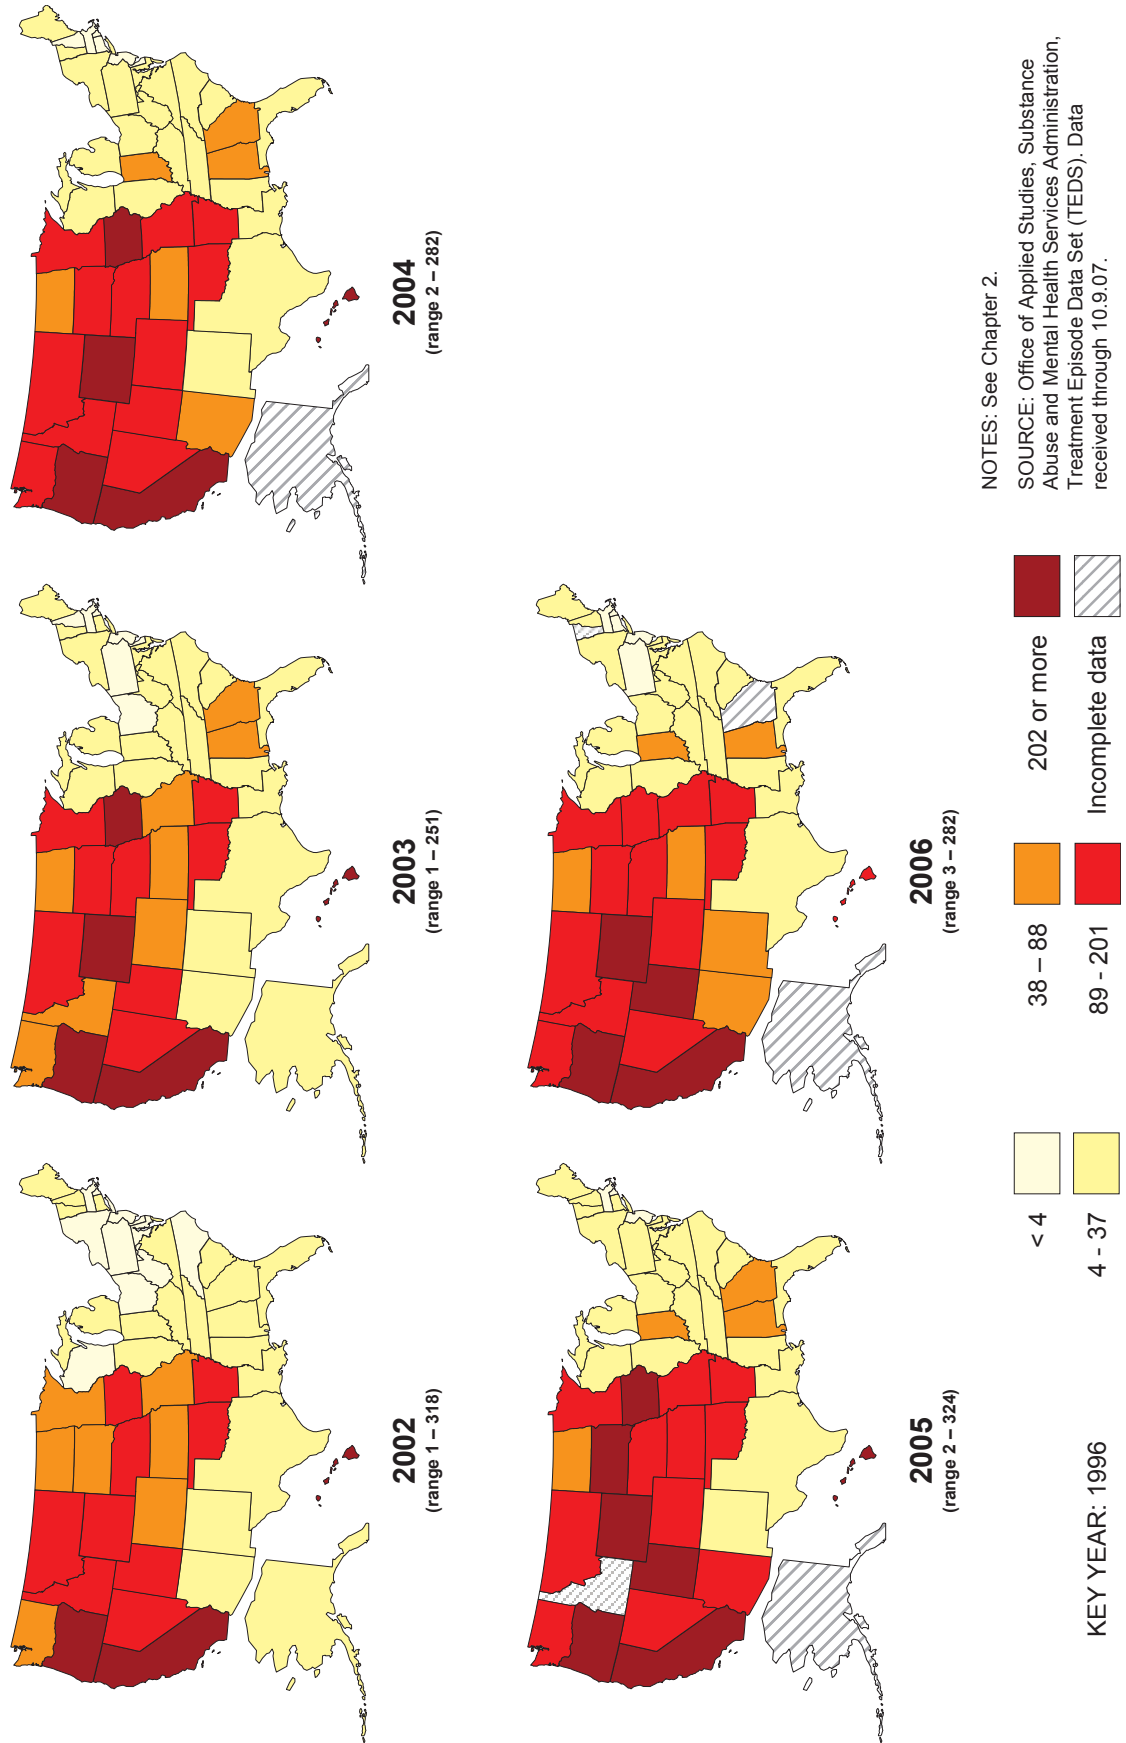 2002
(range 1 – 318)
2003
(range 1 – 251)
2004
(range 2 – 282)
2005
(range 2 – 324)
2006
(range 3 – 282)
KEY YEAR: 1996
< 4
4 - 37
38 – 88
89 - 201
202 or more
Incomplete data
NOTES: See Chapter 2.
SOURCE: Office of Applied Studies, Substance
Abuse and Mental Health Services Administration,
Treatment Episode Data Set (TEDS). Data
received through 10.9.07.